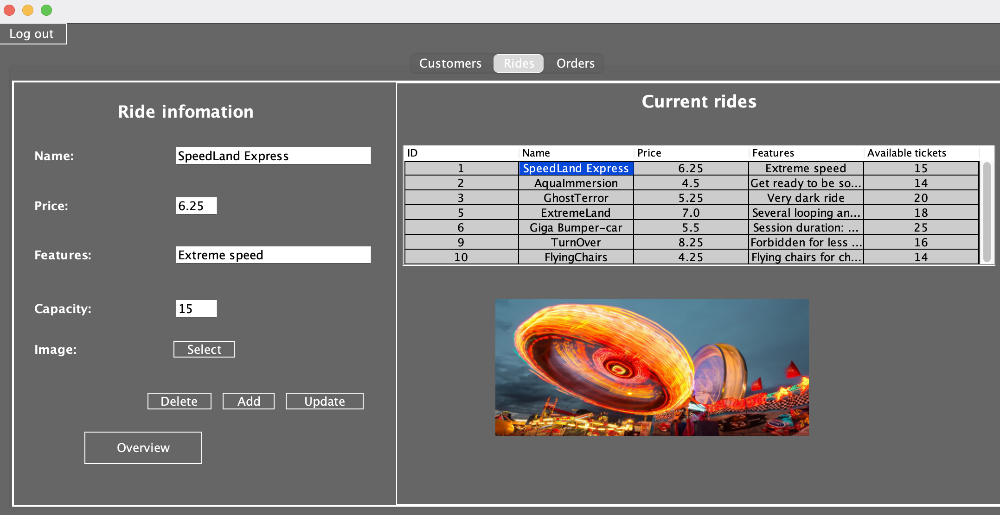 Log out
Customers Rides Orders
Ride infomation
Name: SpeedLand Express
Price: 6.25
Features: Extreme speed
Capacity: 15
Image: Select
Delete Add Update
Overview
Current rides
ID Name Price Features Available tickets
1 SpeedLand Express 6.25 Extreme speed 15
2 AquaImmersion 4.5 Get ready to be so... 14
3 GhostTerror 5.25 Very dark ride 20
5 ExtremeLand 7.0 Several looping an... 18
6 Giga Bumper-car 5.5 Session duration: ... 25
9 TurnOver 8.25 Forbidden for less ... 16
10 FlyingChairs 4.25 Flying chairs for ch... 14